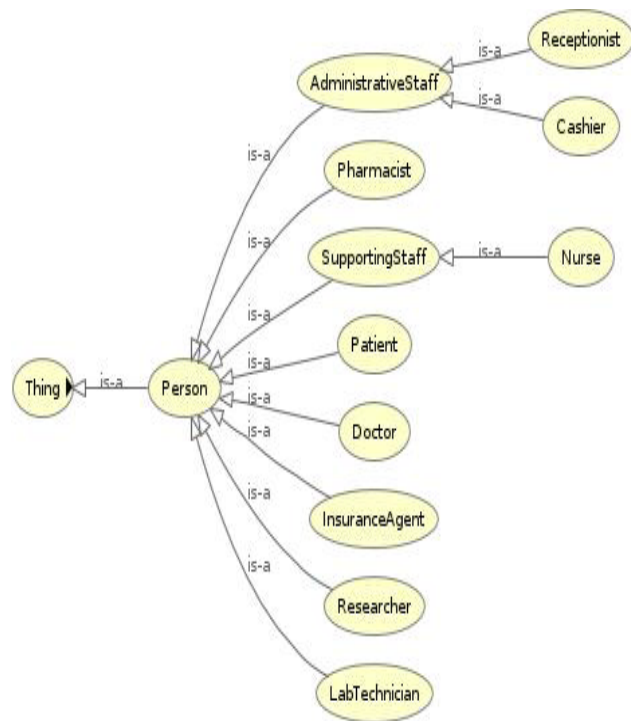 Receptionist
is-a
AdministrativeStaff
is-a
Cashier
is-a
Pharmacist
is-a
SupportingStaff
is-a
Nurse
is-a
Patient
is-a
Thing
is-a
Person
is-a
Doctor
is-a
InsuranceAgent
is-a
Researcher
is-a
LabTechnician